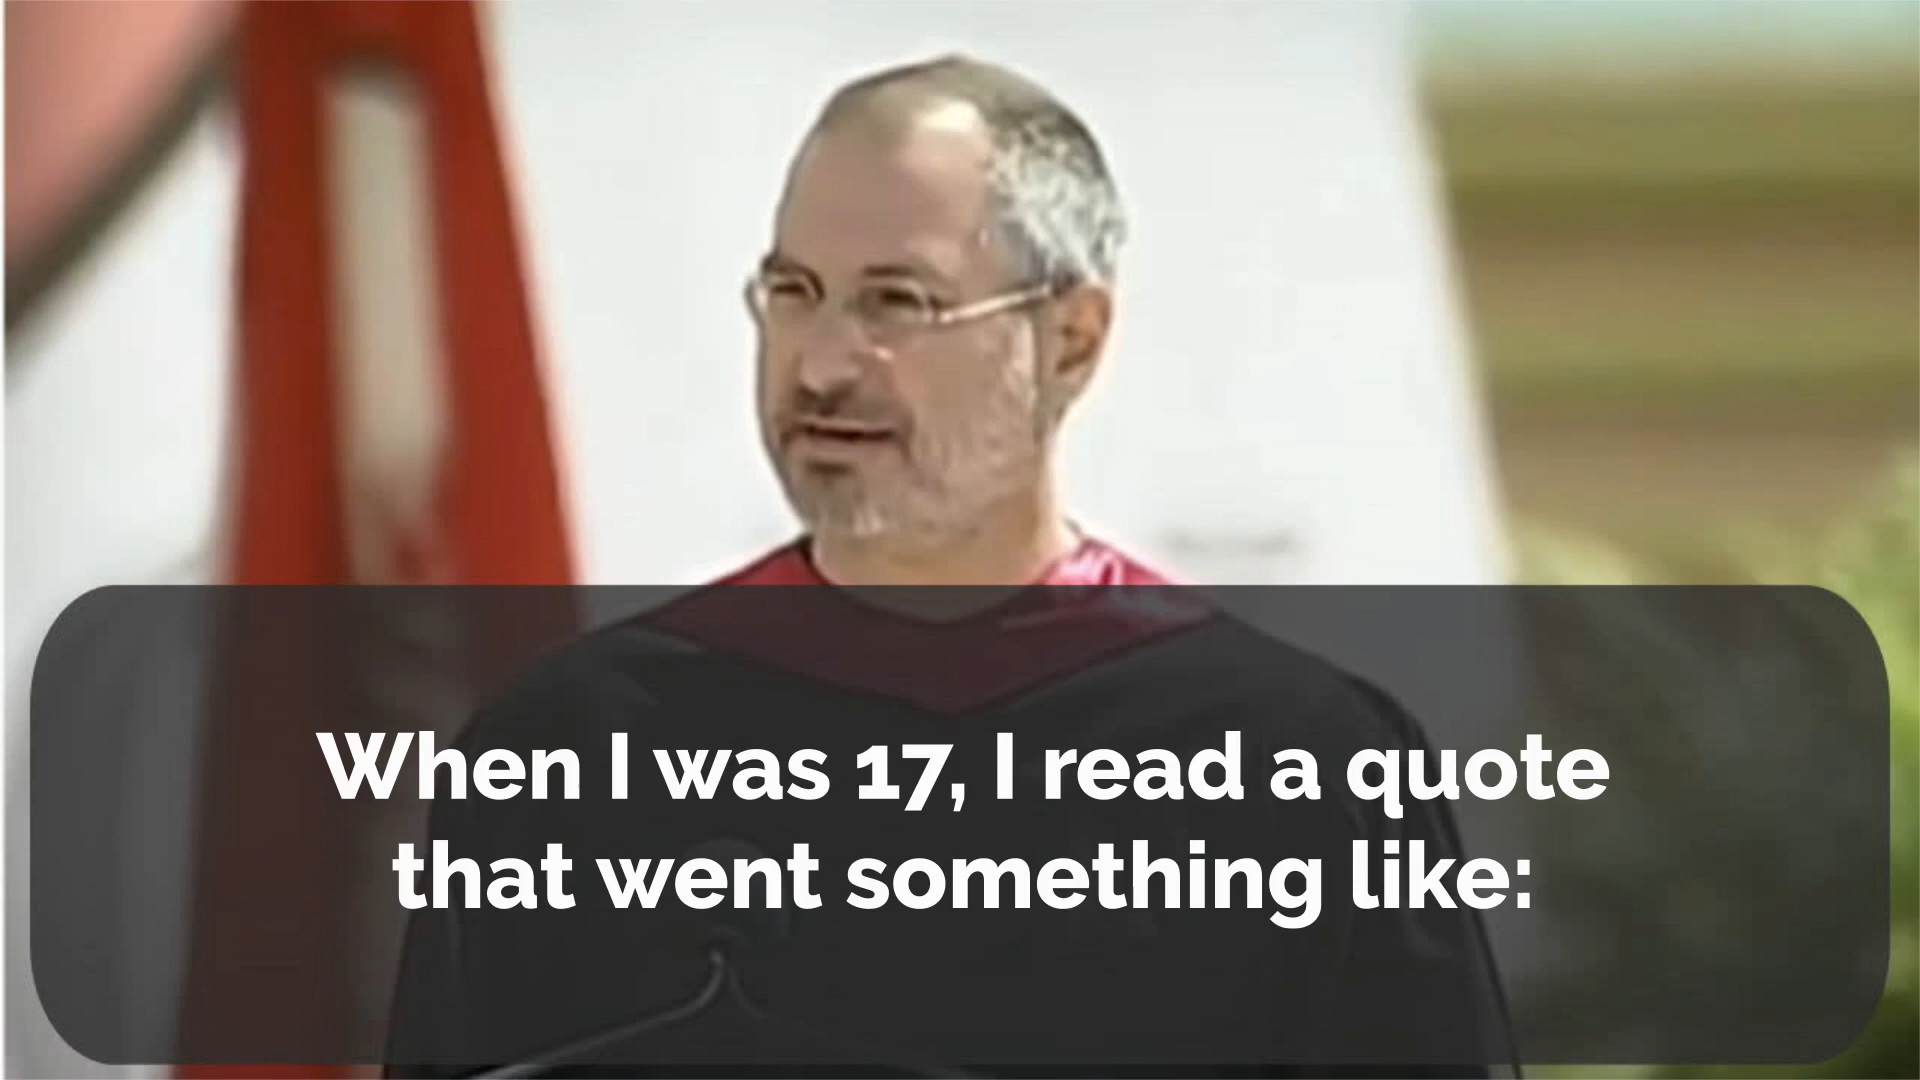 When I was 17, I read a quote
that went something like: